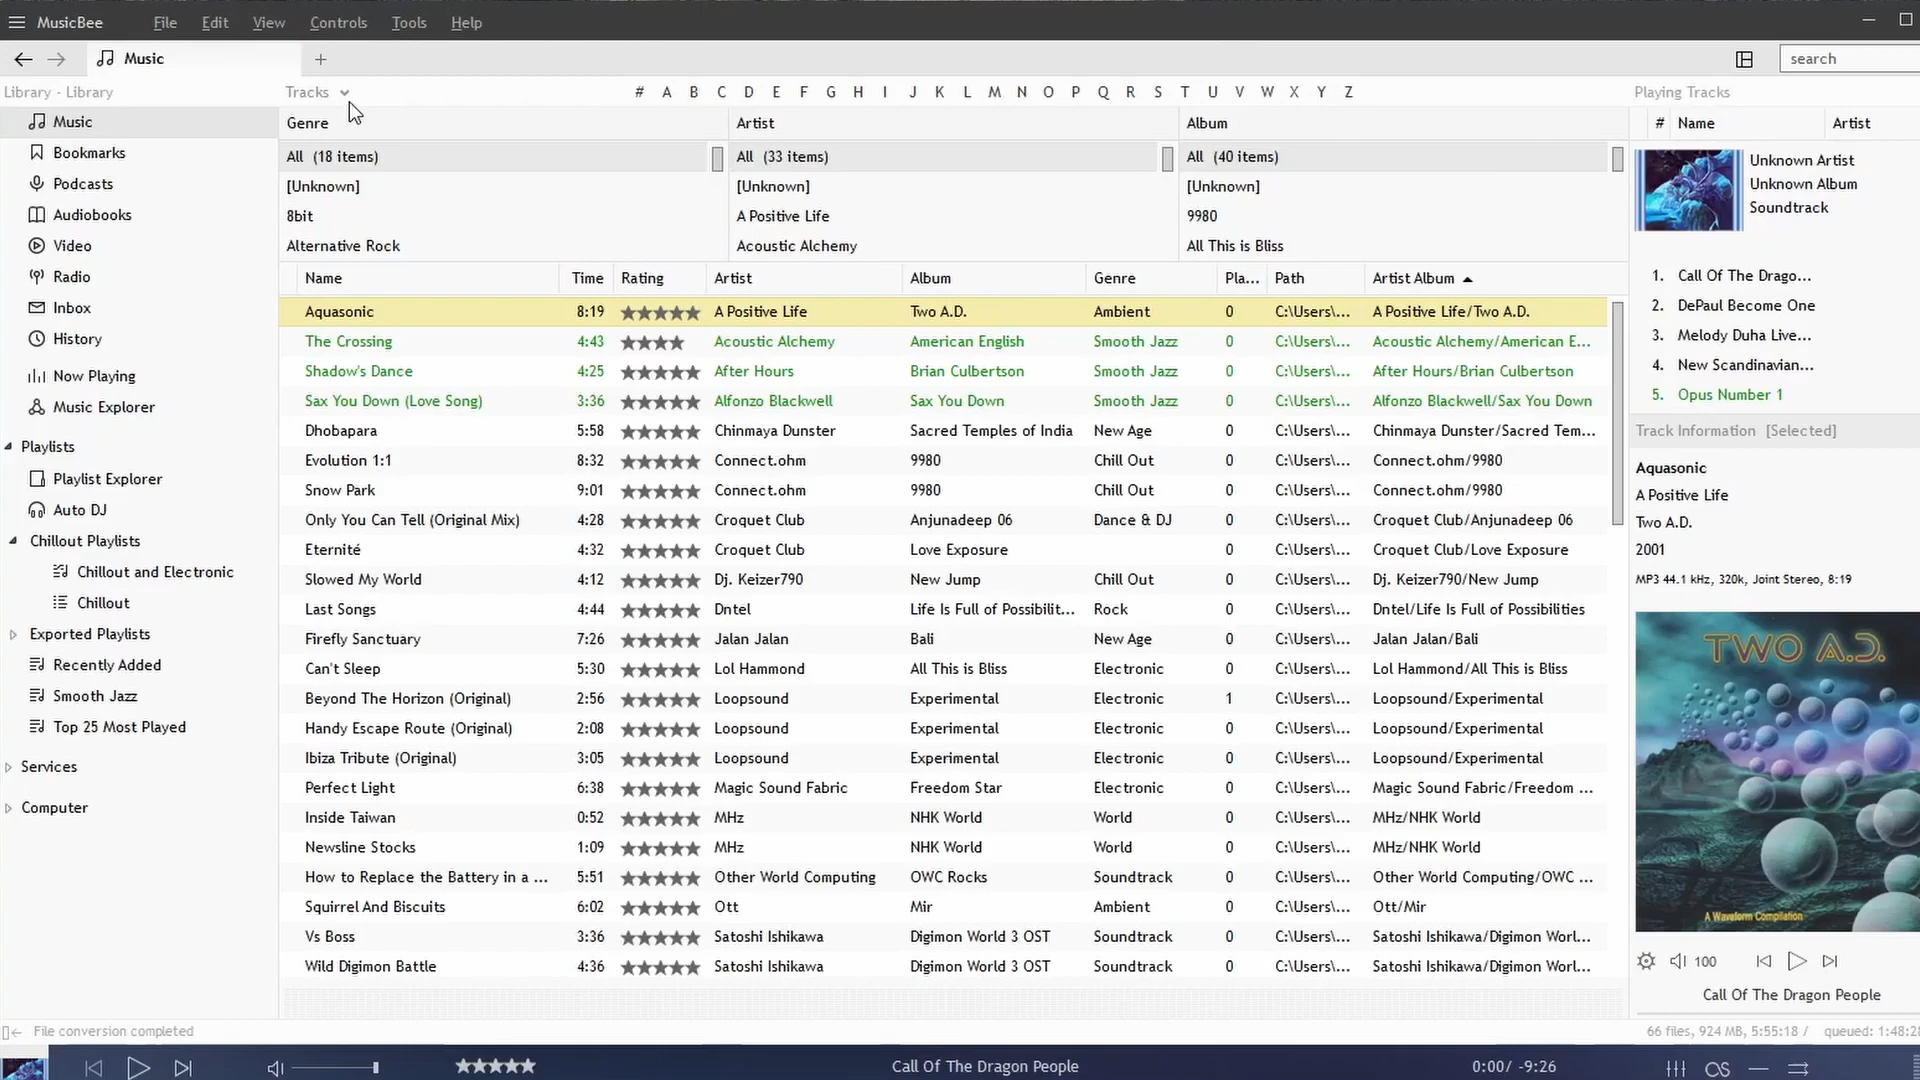 MusicBee File Edit View Controls Tools Help
Music + search
Library - Library
Tracks # A B C D E F G H I J K L M N O P Q R S T U V W X Y Z
Playing Tracks
Music
Bookmarks
Podcasts
Audiobooks
Video
Radio
Inbox
History
Now Playing
Music Explorer
Playlists
Playlist Explorer
Auto DJ
Chillout Playlists
Chillout and Electronic
Chillout
Exported Playlists
Recently Added
Smooth Jazz
Top 25 Most Played
Services
Computer
Genre Artist Album
All (18 items) All (33 items) All (40 items)
[Unknown] [Unknown] [Unknown]
8bit A Positive Life 9980
Alternative Rock Acoustic Alchemy All This is Bliss
Name Time Rating Artist Album Genre Pla... Path Artist Album
Aquasonic 8:19 A Positive Life Two A.D. Ambient 0 C:\Users\... A Positive Life/Two A.D.
The Crossing 4:43 Acoustic Alchemy American English Smooth Jazz 0 C:\Users\... Acoustic Alchemy/American E...
Shadow's Dance 4:25 After Hours Brian Culbertson Smooth Jazz 0 C:\Users\... After Hours/Brian Culbertson
Sax You Down (Love Song) 3:36 Alfonzo Blackwell Sax You Down Smooth Jazz 0 C:\Users\... Alfonzo Blackwell/Sax You Down
Dhobapara 5:58 Chinmaya Dunster Sacred Temples of India New Age 0 C:\Users\... Chinmaya Dunster/Sacred Tem...
Evolution 1:1 8:32 Connect.ohm 9980 Chill Out 0 C:\Users\... Connect.ohm/9980
Snow Park 9:01 Connect.ohm 9980 Chill Out 0 C:\Users\... Connect.ohm/9980
Only You Can Tell (Original Mix) 4:28 Croquet Club Anjunadeep 06 Dance & DJ 0 C:\Users\... Croquet Club/Anjunadeep 06
Eternité 4:32 Croquet Club Love Exposure 0 C:\Users\... Croquet Club/Love Exposure
Slowed My World 4:12 Dj. Keizer790 New Jump Chill Out 0 C:\Users\... Dj. Keizer790/New Jump
Last Songs 4:44 Dntel Life Is Full of Possibilit... Rock 0 C:\Users\... Dntel/Life Is Full of Possibilities
Firefly Sanctuary 7:26 Jalan Jalan Bali New Age 0 C:\Users\... Jalan Jalan/Bali
Can't Sleep 5:30 Lol Hammond All This is Bliss Electronic 0 C:\Users\... Lol Hammond/All This is Bliss
Beyond The Horizon (Original) 2:56 Loopsound Experimental Electronic 1 C:\Users\... Loopsound/Experimental
Handy Escape Route (Original) 2:08 Loopsound Experimental Electronic 0 C:\Users\... Loopsound/Experimental
Ibiza Tribute (Original) 3:05 Loopsound Experimental Electronic 0 C:\Users\... Loopsound/Experimental
Perfect Light 6:38 Magic Sound Fabric Freedom Star Electronic 0 C:\Users\... Magic Sound Fabric/Freedom ...
Inside Taiwan 0:52 MHz NHK World World 0 C:\Users\... MHz/NHK World
Newsline Stocks 1:09 MHz NHK World World 0 C:\Users\... MHz/NHK World
How to Replace the Battery in a ... 5:51 Other World Computing OWC Rocks Soundtrack 0 C:\Users\... Other World Computing/OWC ...
Squirrel And Biscuits 6:02 Ott Mir Ambient 0 C:\Users\... Ott/Mir
Vs Boss 3:36 Satoshi Ishikawa Digimon World 3 OST Soundtrack 0 C:\Users\... Satoshi Ishikawa/Digimon Worl...
Wild Digimon Battle 4:36 Satoshi Ishikawa Digimon World 3 OST Soundtrack 0 C:\Users\... Satoshi Ishikawa/Digimon Worl...
# Name Artist
Unknown Artist
Unknown Album
Soundtrack
1. Call Of The Drago...
2. DePaul Become One
3. Melody Duha Live...
4. New Scandinavian...
5. Opus Number 1
Track Information [Selected]
Aquasonic
A Positive Life
Two A.D.
2001
MP3 44.1 kHz, 320k, Joint Stereo, 8:19
TWO A.D.
A Waveform Compilation
100
Call Of The Dragon People
File conversion completed
66 files, 924 MB, 5:55:18 / queued: 1:48:28
Call Of The Dragon People 0:00/ -9:26